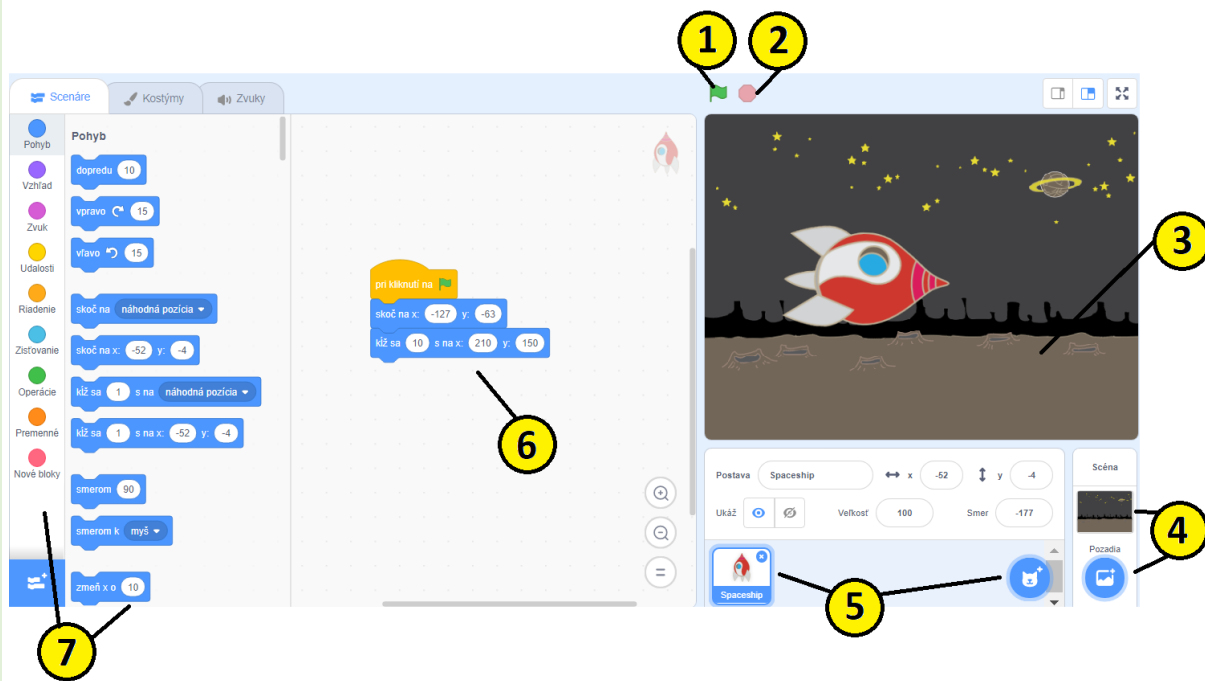 1 2
Scenáre Kostýmy Zvuky
Pohyb
Vzhľad
Zvuk
Udalosti
Riadenie
Zisťovanie
Operácie
Premenné
Nové bloky
Pohyb
dopredu 10
vpravo 15
vľavo 15
skoč na náhodná pozícia
skoč na x: -52 y: -4
kĺž sa 1 s na náhodná pozícia
kĺž sa 1 s na x: -52 y: -4
smerom 90
smerom k myš
zmeň x o 10
7
pri kliknutí na
skoč na x: -127 y: -63
kĺž sa 10 s na x: 210 y: 150
6
3
Postava Spaceship x -52 y -4
Ukáž Veľkosť 100 Smer -177
Spaceship
5
Scéna
4
Pozadia